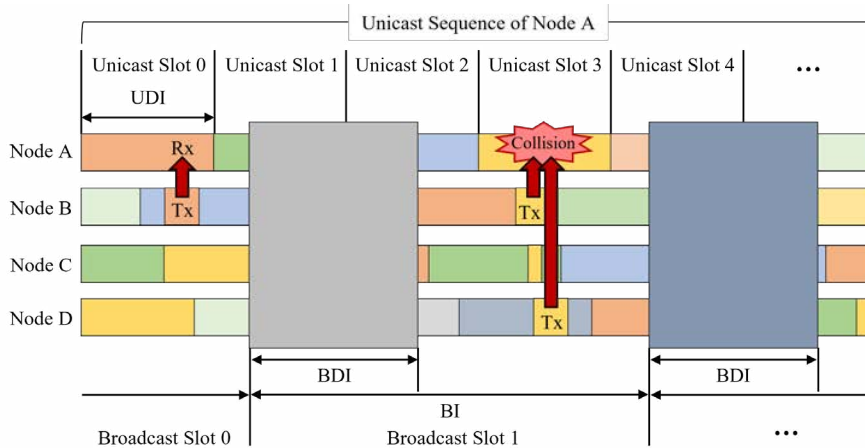 Unicast Sequence of Node A
Unicast Slot 0 Unicast Slot 1 Unicast Slot 2 Unicast Slot 3 Unicast Slot 4 ...
UDI
Node A Rx Collision
Node B Tx Tx
Node C
Node D Tx
BDI BDI
BI
Broadcast Slot 0 Broadcast Slot 1 ...